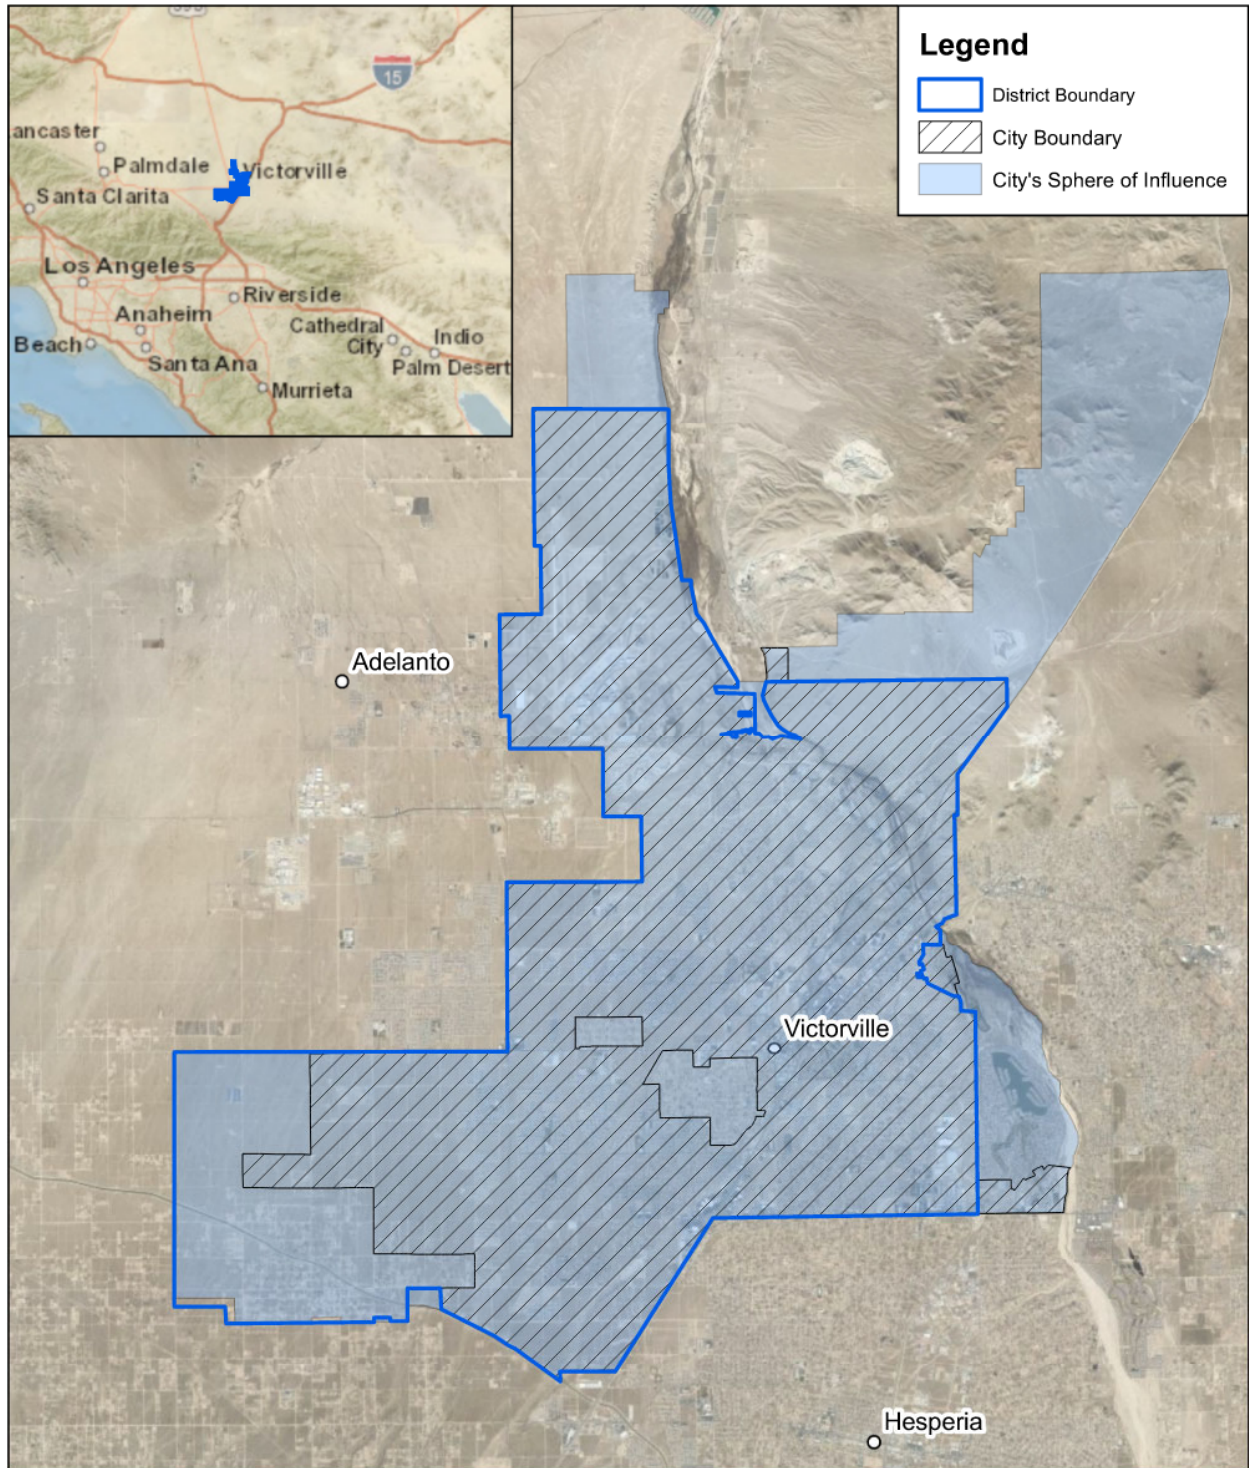 395
15
ancaster
Palmdale
Victorville
Santa Clarita
Los Angeles
Riverside
Anaheim
Cathedral
City
Indio
Beach
Santa Ana
Palm Desert
Murrieta
Legend
District Boundary
City Boundary
City's Sphere of Influence
Adelanto
Victorville
Hesperia